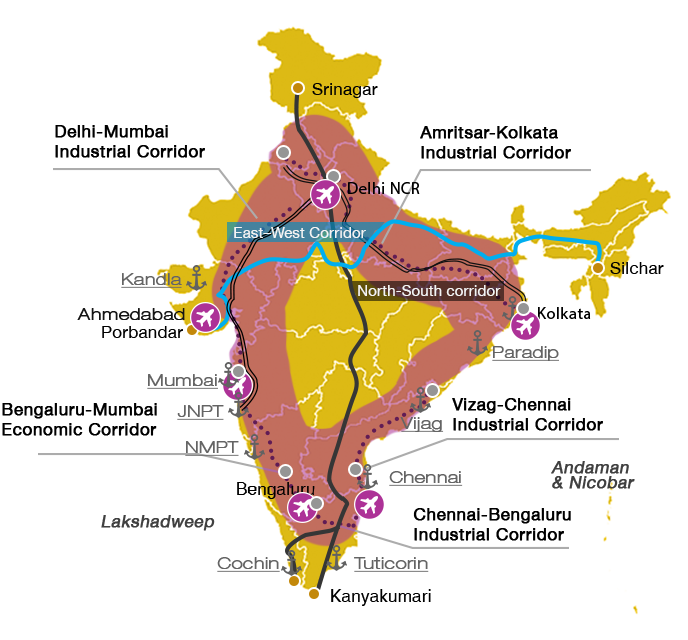 Srinagar
Delhi-Mumbai
Industrial Corridor
Amritsar-Kolkata
Industrial Corridor
Delhi NCR
East-West Corridor
Silchar
Kandla
North-South corridor
Ahmedabad
Kolkata
Porbandar
Paradip
Mumbai
JNPT
Bengaluru-Mumbai
Economic Corridor
Vizag-Chennai
Industrial Corridor
Vijag
NMPT
Andaman
& Nicobar
Chennai
Bengaluru
Lakshadweep
Chennai-Bengaluru
Industrial Corridor
Cochin
Tuticorin
Kanyakumari